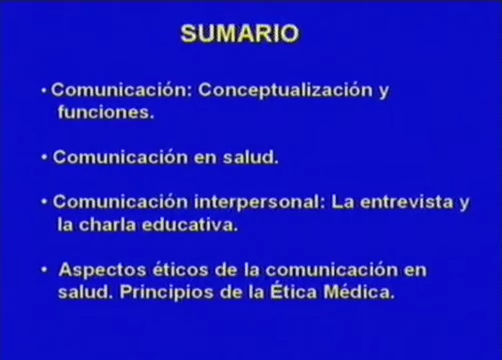 SUMARIO
• Comunicación: Conceptualización y
funciones.
• Comunicación en salud.
• Comunicación interpersonal: La entrevista y
la charla educativa.
• Aspectos éticos de la comunicación en
salud. Principios de la Ética Médica.